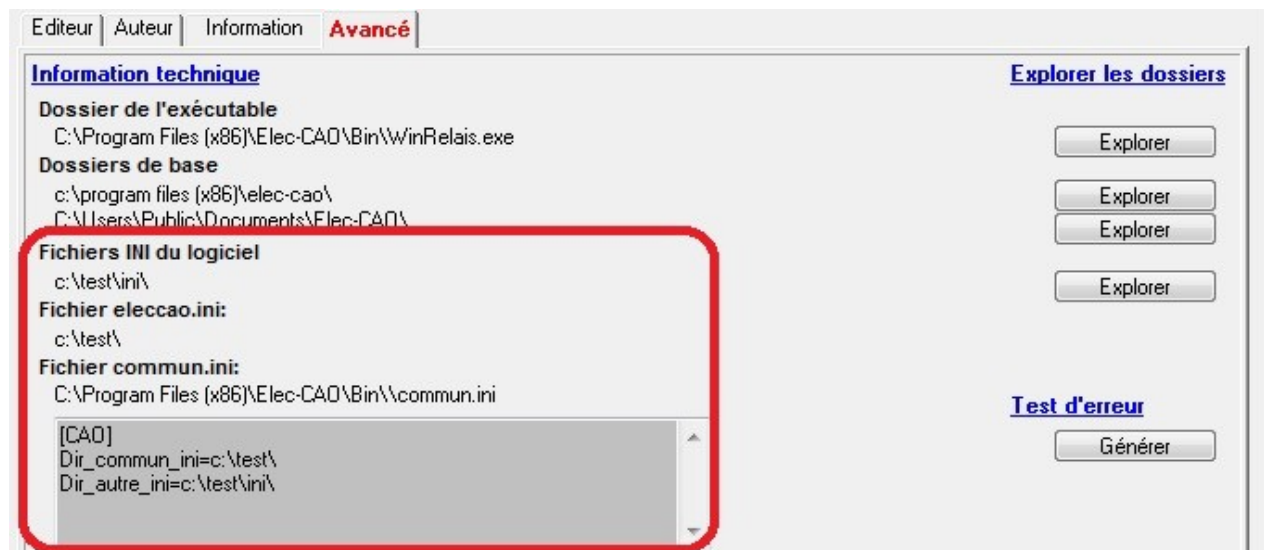 Editeur Auteur Information Avancé
Information technique Explorer les dossiers
Dossier de l'exécutable
C:\Program Files (x86)\Elec-CAO\Bin\WinRelais.exe Explorer
Dossiers de base
c:\program files (x86)\elec-cao\ Explorer
C:\Users\Public\Documents\Elec-CAO\ Explorer
Fichiers INI du logiciel
c:\test\ini\ Explorer
Fichier eleccao.ini:
c:\test\
Fichier commun.ini:
C:\Program Files (x86)\Elec-CAO\Bin\\commun.ini
Test d'erreur
[CAO] Générer
Dir_commun_ini=c:\test\
Dir_autre_ini=c:\test\ini\